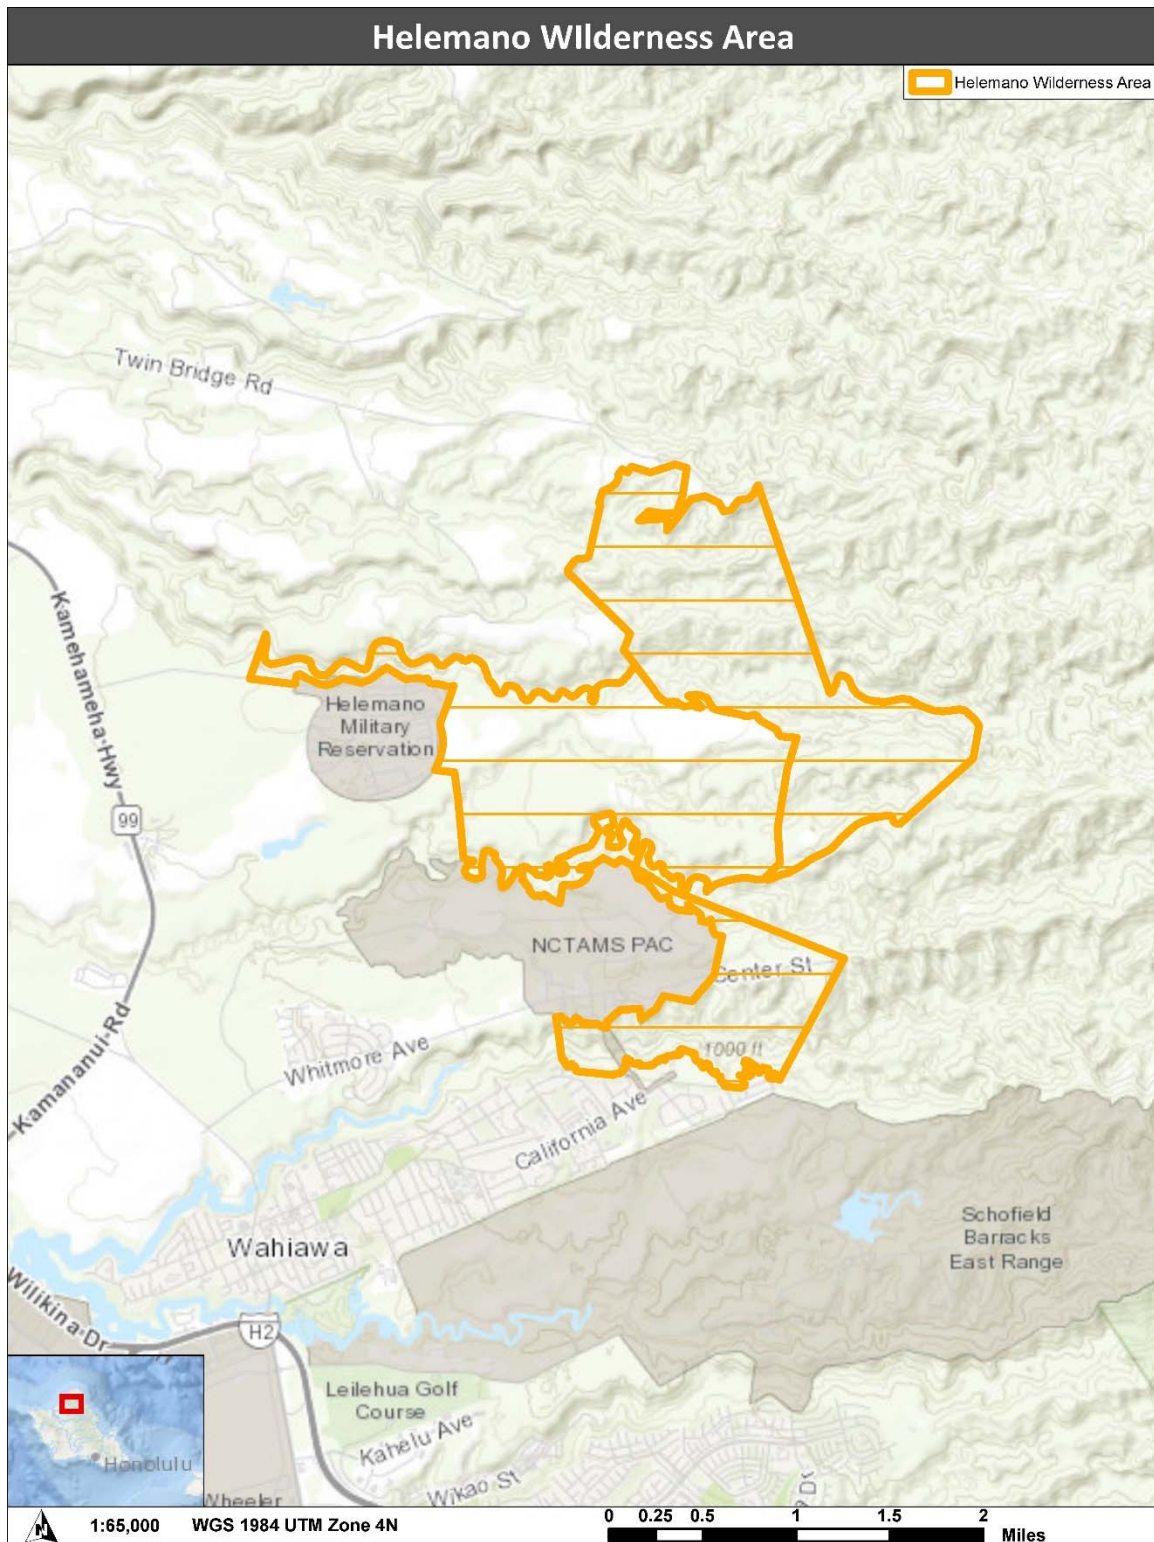 Helemano WIlderness Area
Helemano Wilderness Area
Twin Bridge Rd
Kamehameha Hwy
Helemano
Military
Reservation
99
NCTAMS PAC
Center St
1000 ft
Whitmore Ave
Kamananui Rd
California Ave
Schofield
Barracks
East Range
Wahiawa
Wilikina Dr
H2
Leilehua Golf
Course
Kahelu Ave
Wikao St
Honolulu
Wheeler
N
1:65,000 WGS 1984 UTM Zone 4N
0 0.25 0.5 1 1.5 2
Miles